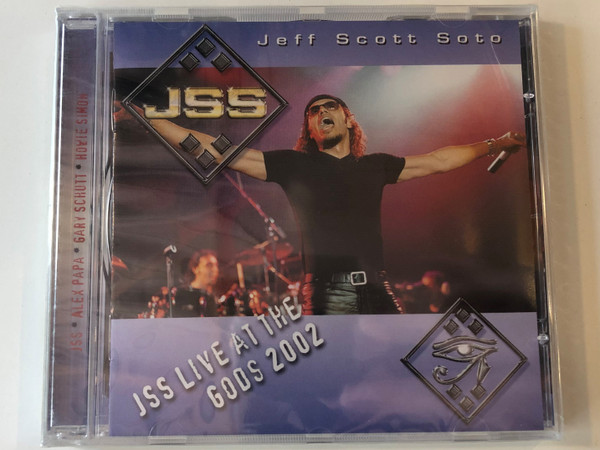 Jeff Scott Soto
JSS
JSS LIVE AT THE
GODS 2002
JSS * ALEX PAPA * GARY SCHUTT * HOWIE SIMON